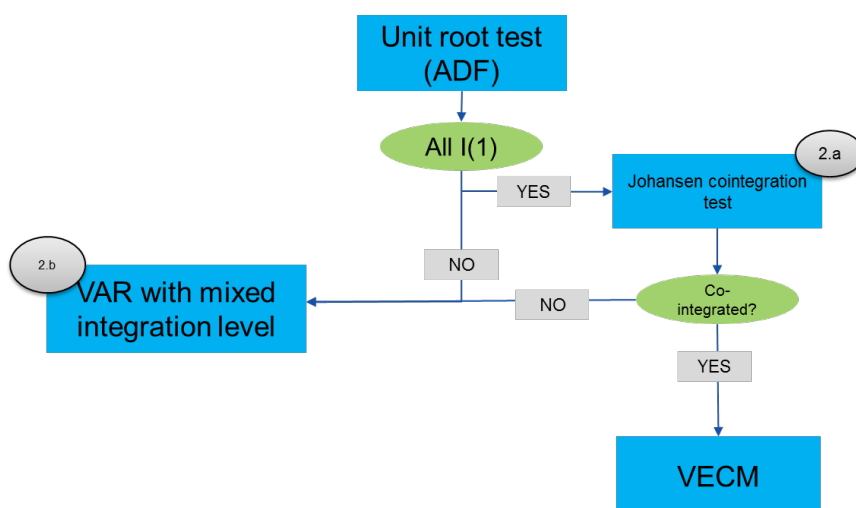 Unit root test
(ADF)
All I(1)
YES
2.a
Johansen cointegration
test
NO
2.b
VAR with mixed
integration level
NO
Co-
integrated?
YES
VECM